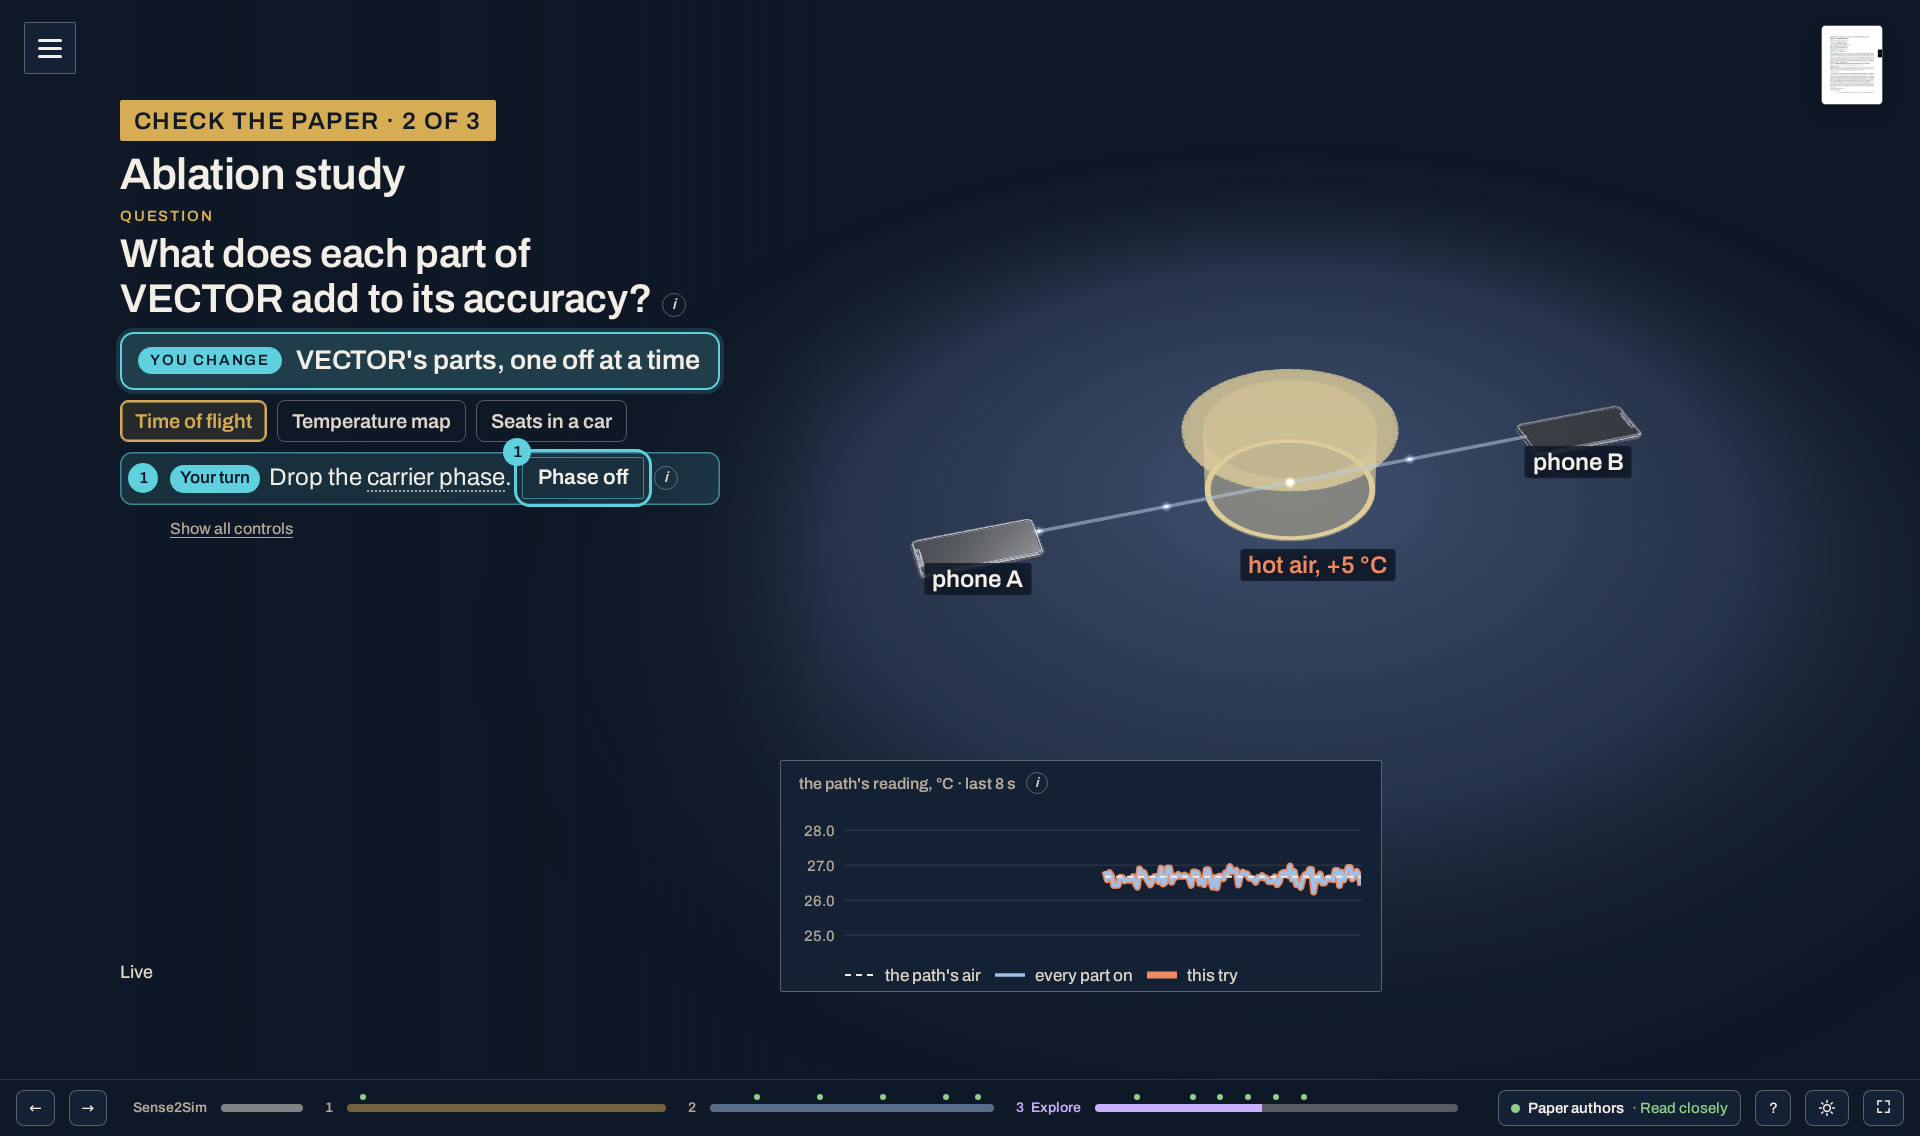 CHECK THE PAPER · 2 OF 3
Ablation study
QUESTION
What does each part of
VECTOR add to its accuracy? i
YOU CHANGE VECTOR's parts, one off at a time
Time of flight Temperature map Seats in a car
1 Your turn Drop the carrier phase. 1 Phase off i
Show all controls
phone B
hot air, +5 °C
phone A
the path's reading, °C · last 8 s i
28.0
27.0
26.0
25.0
the path's air every part on this try
Live
← → Sense2Sim 1 2 3 Explore Paper authors · Read closely ?